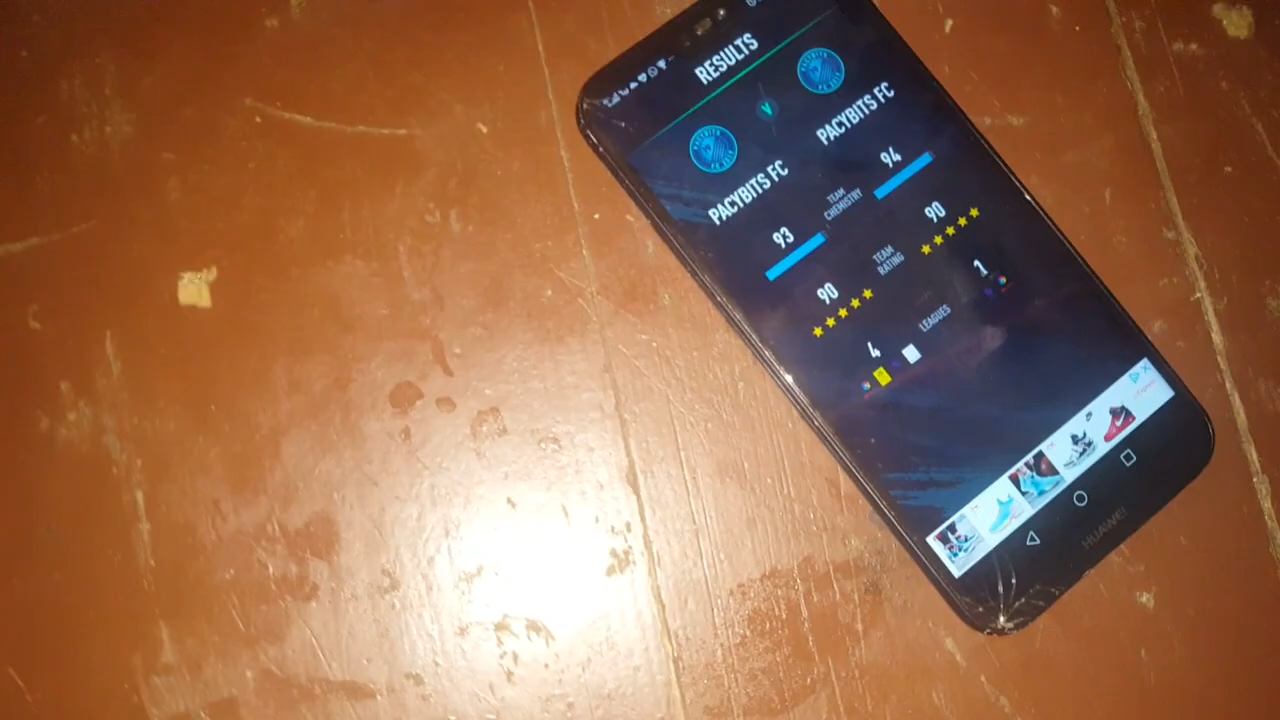 RESULTS
PACYBITS FC
V
PACYBITS FC
93
TEAM
CHEMISTRY
94
90
TEAM
RATING
90
4
LEAGUES
1
HUAWEI